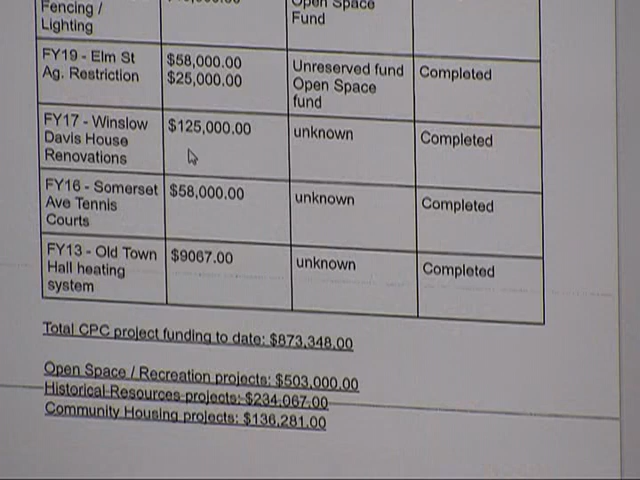 Fencing /
Lighting
Open Space
Fund
FY19 - Elm St
Ag. Restriction
$58,000.00
$25,000.00
Unreserved fund
Open Space
fund
Completed
FY17 - Winslow
Davis House
Renovations
$125,000.00
unknown
Completed
FY16 - Somerset
Ave Tennis
Courts
$58,000.00
unknown
Completed
FY13 - Old Town
Hall heating
system
$9067.00
unknown
Completed
Total CPC project funding to date: $873,348.00
Open Space / Recreation projects: $503,000.00
Historical Resources projects: $234,067.00
Community Housing projects: $136,281.00